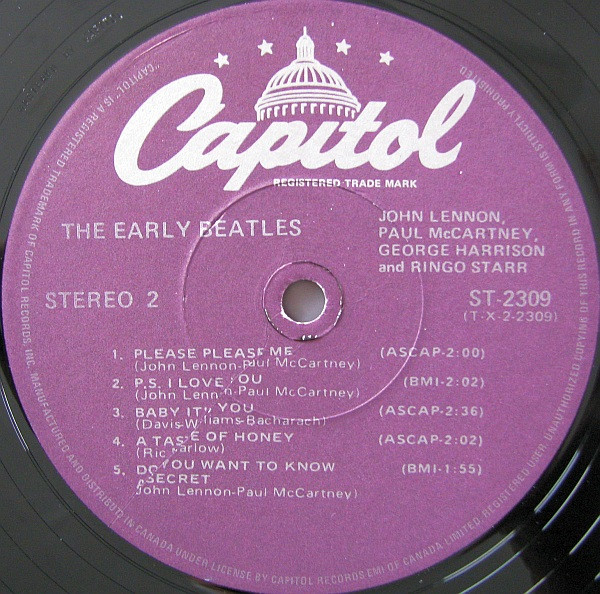 Capitol
REGISTERED TRADE MARK
THE EARLY BEATLES
JOHN LENNON,
PAUL McCARTNEY,
GEORGE HARRISON
and RINGO STARR
STEREO 2
ST-2309
(T-X-2-2309)
1. PLEASE PLEASE ME (ASCAP-2:00)
(John Lennon-Paul McCartney)
2. P.S. I LOVE YOU (BMI-2:02)
(John Lennon-Paul McCartney)
3. BABY IT'S YOU (ASCAP-2:36)
(Davis-Williams-Bacharach)
4. A TASTE OF HONEY (ASCAP-2:02)
(Ric Marlow)
5. DO YOU WANT TO KNOW (BMI-1:55)
A SECRET
(John Lennon-Paul McCartney)
"CAPITOL" IS A REGISTERED TRADEMARK OF CAPITOL RECORDS, INC. MANUFACTURED AND DISTRIBUTED IN CANADA UNDER LICENSE BY CAPITOL RECORDS-EMI OF CANADA LIMITED, REGISTERED USER. UNAUTHORIZED COPYING OF THIS RECORD IN ANY FORM IS STRICTLY PROHIBITED